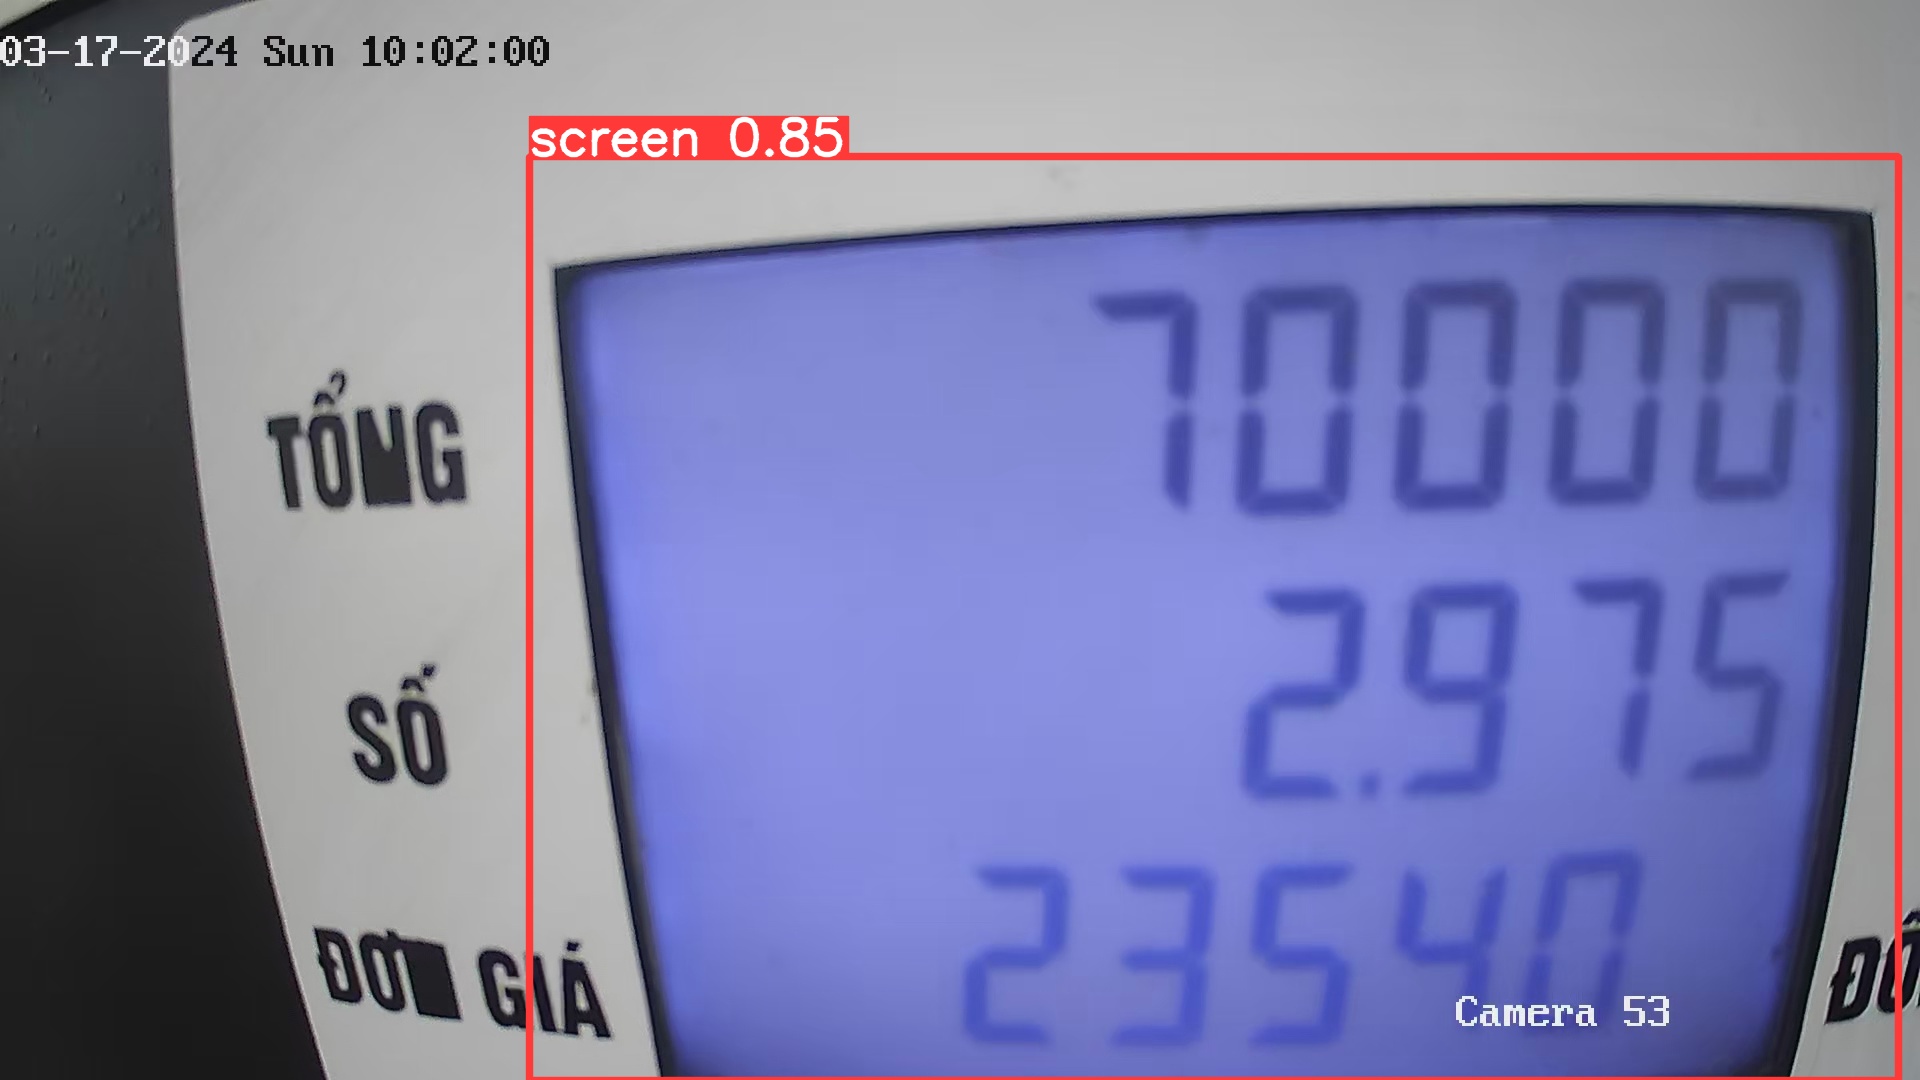 03-17-2024 Sun 10:02:00
screen 0.85
TỔNG 70000
SỐ 2.975
ĐƠN GIÁ 23540
Camera 53